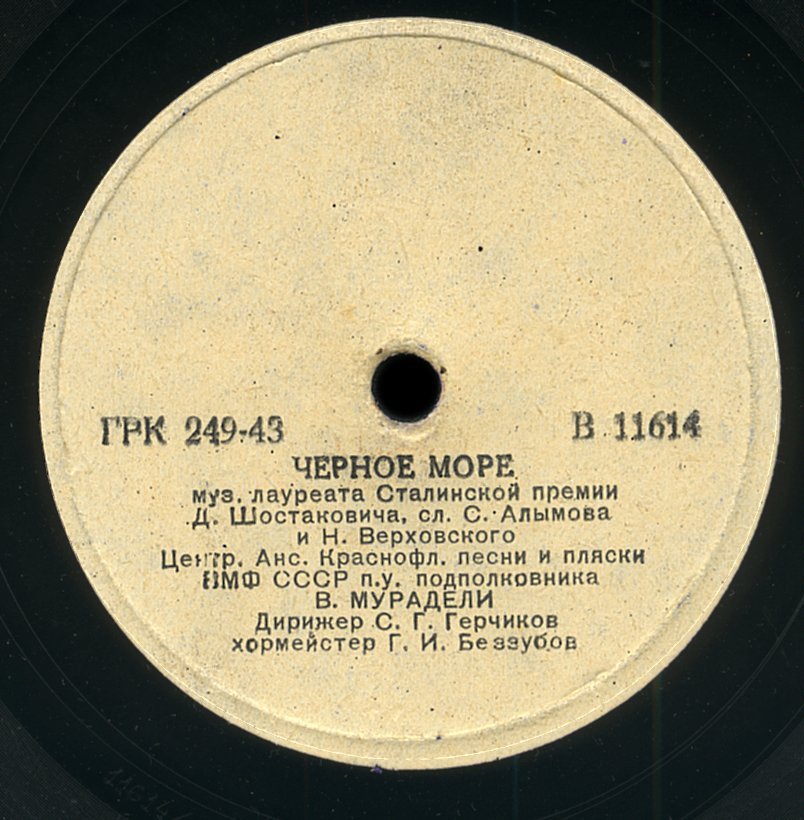 ГРК 249-43
В 11614
ЧЕРНОЕ МОРЕ
муз. лауреата Сталинской премии
Д. Шостаковича, сл. С. Алымова
и Н. Верховского
Центр. Анс. Краснофл. песни и пляски
ВМФ СССР п.у. подполковника
В. МУРАДЕЛИ
Дирижер С. Г. Герчиков
хормейстер Г. И. Беззубов